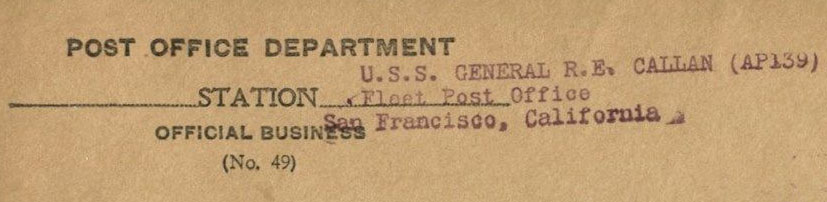 POST OFFICE DEPARTMENT
U.S.S. GENERAL R.E. CALLAN (AP139)
STATION
Fleet Post Office
San Francisco, California
OFFICIAL BUSINESS
(No. 49)